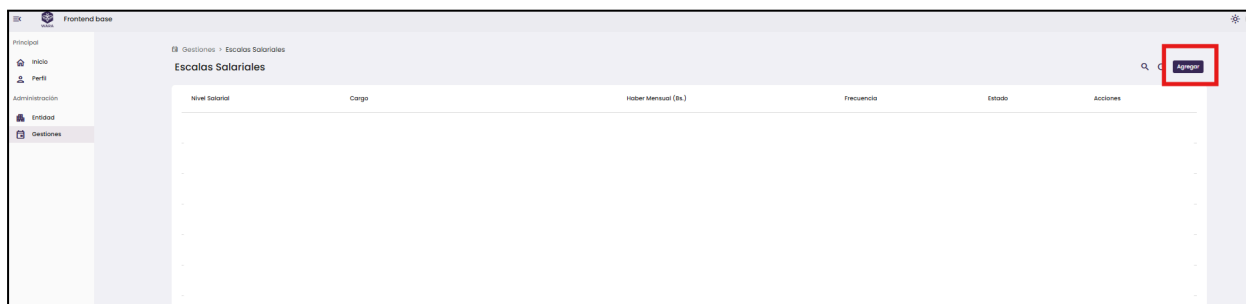 Frontend base
Principal
Inicio
Perfil
Administración
Entidad
Gestiones
Gestiones > Escalas Salariales
Escalas Salariales
Agregar
Nivel Salarial Cargo Haber Mensual (Bs.) Frecuencia Estado Acciones